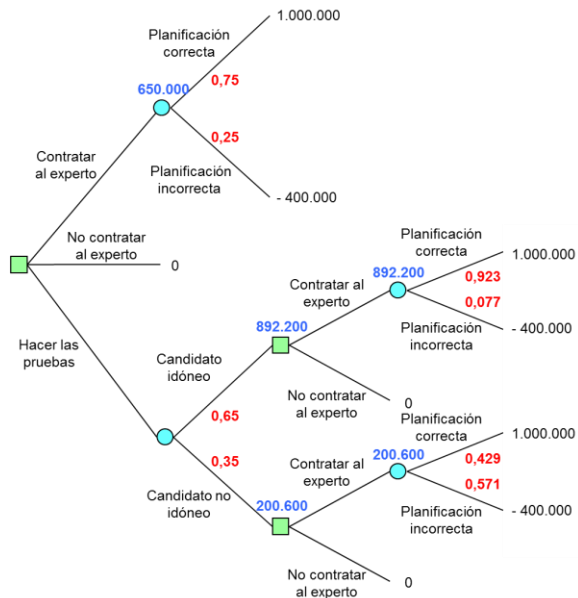 1.000.000
Planificación
correcta
650.000
0,75
0,25
Contratar
al experto
Planificación
incorrecta
- 400.000
No contratar
al experto
0
Planificación
correcta
1.000.000
892.200
0,923
Contratar al
experto
0,077
Planificación
incorrecta
- 400.000
892.200
Hacer las
pruebas
Candidato
idóneo
No contratar
al experto
0
0,65
Planificación
correcta
1.000.000
200.600
0,429
0,35
Contratar al
experto
0,571
Candidato no
idóneo
200.600
Planificación
incorrecta
- 400.000
No contratar
al experto
0